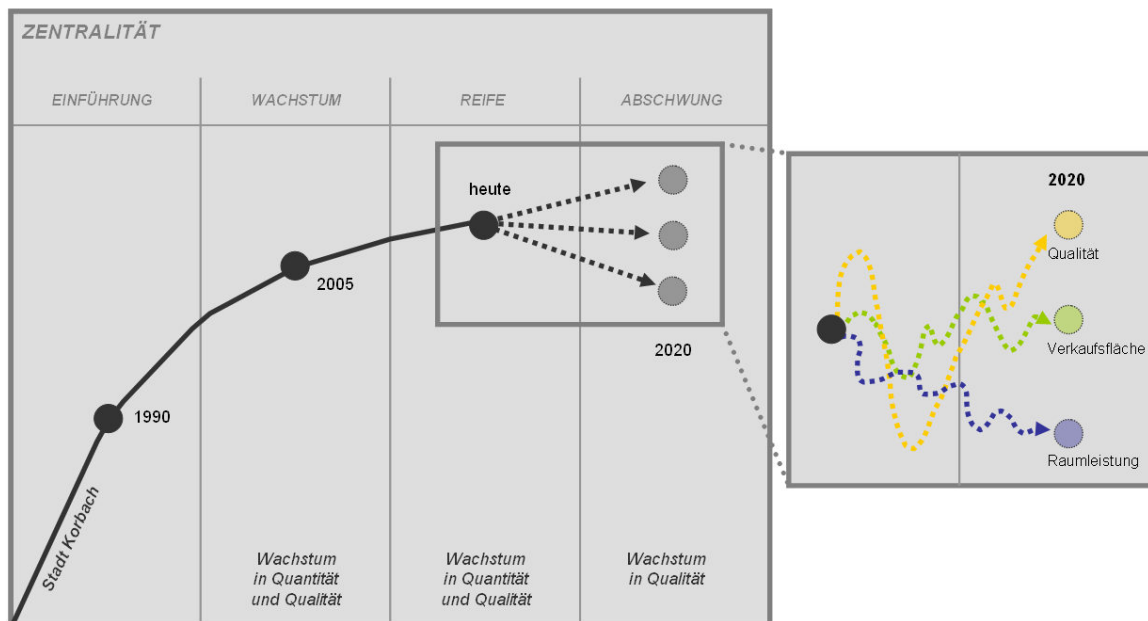 ZENTRALITÄT
EINFÜHRUNG
WACHSTUM
REIFE
ABSCHWUNG
heute
2005
1990
2020
Stadt Korbach
Wachstum
in Quantität
und Qualität
Wachstum
in Quantität
und Qualität
Wachstum
in Qualität
2020
Qualität
Verkaufsfläche
Raumleistung